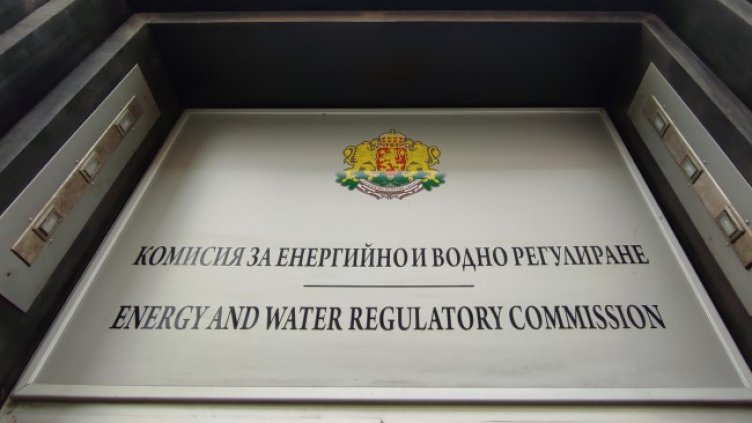 КОМИСИЯ ЗА ЕНЕРГИЙНО И ВОДНО РЕГУЛИРАНЕ
ENERGY AND WATER REGULATORY COMMISSION